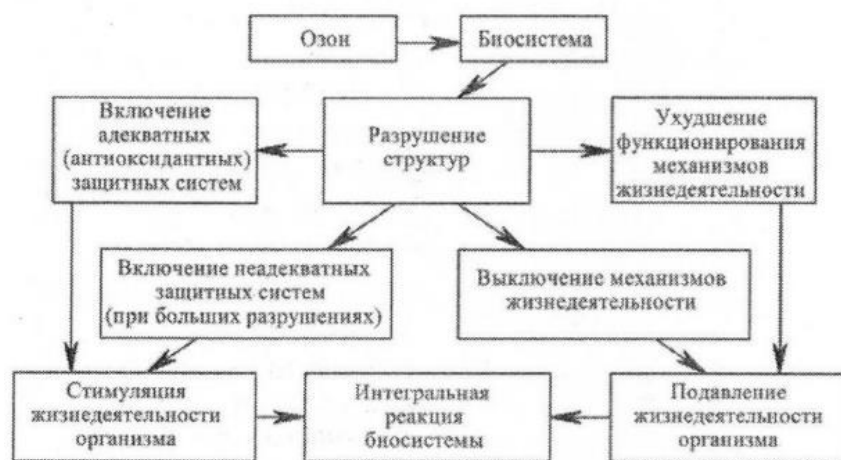 Озон
Биосистема
Включение
адекватных
(антиоксидантных)
защитных систем
Разрушение
структур
Ухудшение
функционирования
механизмов
жизнедеятельности
Включение неадекватных
защитных систем
(при больших разрушениях)
Выключение механизмов
жизнедеятельности
Стимуляция
жизнедеятельности
организма
Интегральная
реакция
биосистемы
Подавление
жизнедеятельности
организма